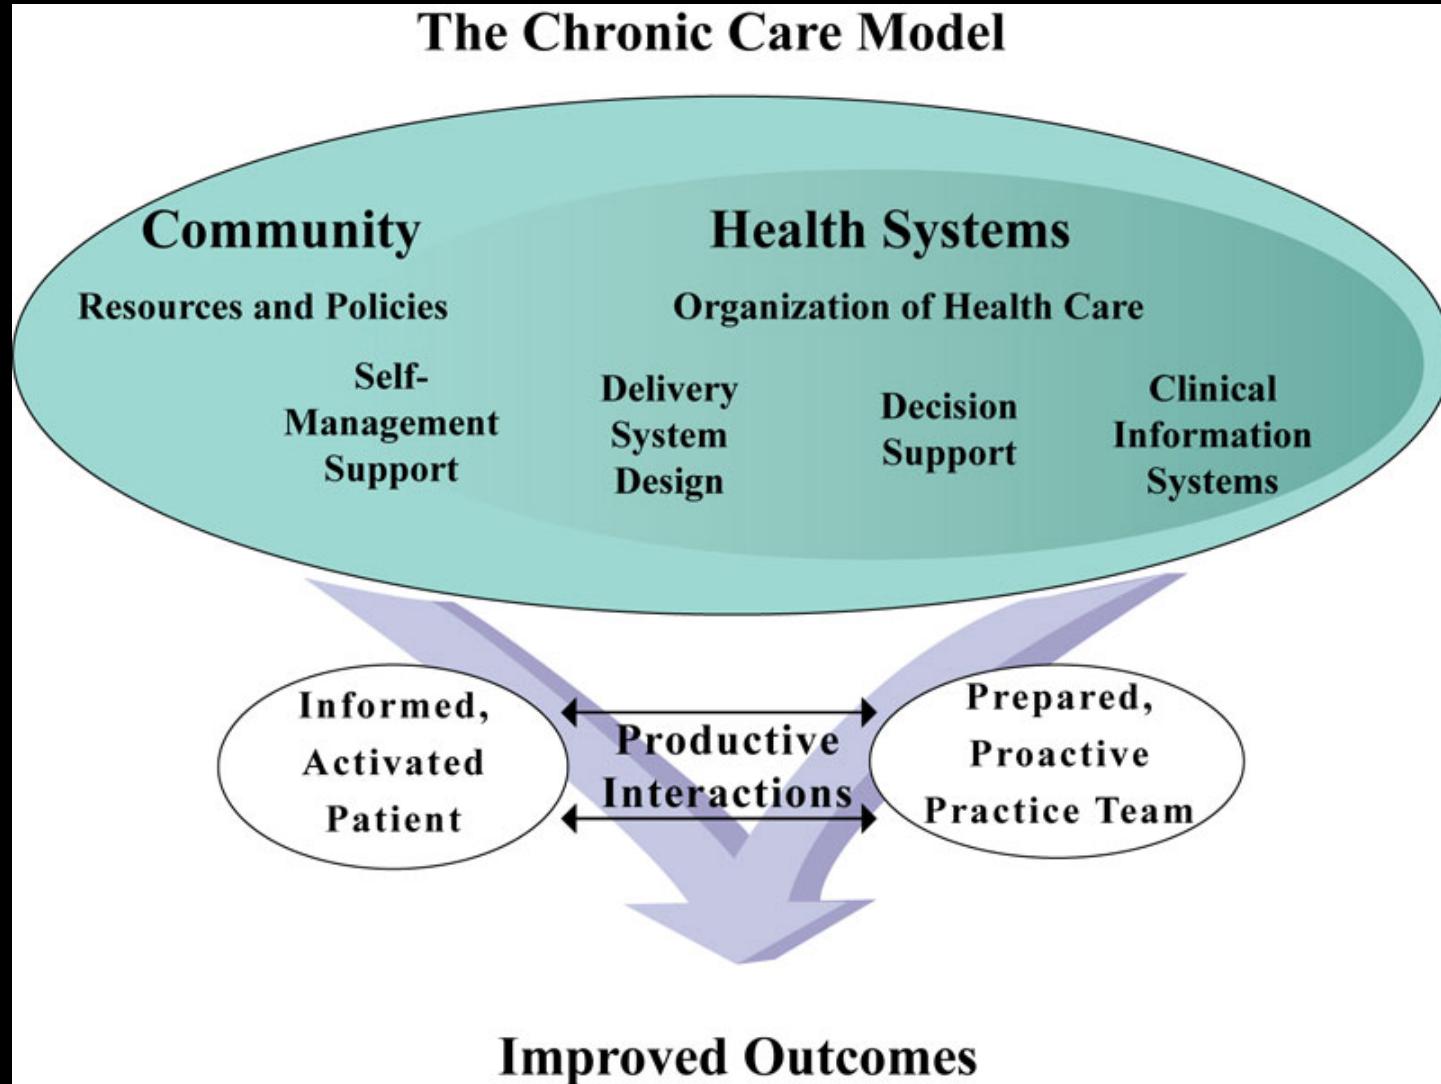 The Chronic Care Model
Community
Health Systems
Resources and Policies
Organization of Health Care
Self-
Management
Support
Delivery
System
Design
Decision
Support
Clinical
Information
Systems
Informed,
Activated
Patient
Productive
Interactions
Prepared,
Proactive
Practice Team
Improved Outcomes